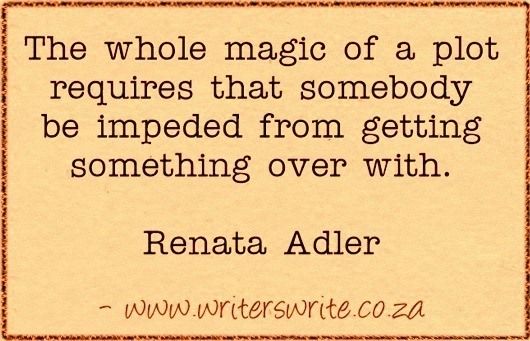 The whole magic of a plot
requires that somebody
be impeded from getting
something over with.
Renata Adler
- www.writerswrite.co.za